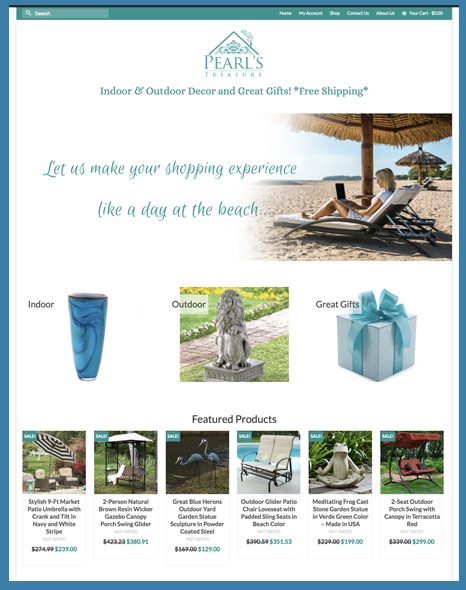 Search
Home My Account Shop Contact Us About Us Your Cart - $0.00
PEARL'S
TREASURE
Indoor & Outdoor Decor and Great Gifts! *Free Shipping*
Let us make your shopping experience
like a day at the beach...
Indoor
Outdoor
Great Gifts
Featured Products
SALE!
Stylish 9-Ft Market
Patio Umbrella with
Crank and Tilt in
Navy and White
Stripe
NOT RATED
$274.99 $239.00
SALE!
2-Person Natural
Brown Resin Wicker
Gazebo Canopy
Porch Swing Glider
NOT RATED
$423.23 $380.91
SALE!
Great Blue Herons
Outdoor Yard
Garden Statue
Sculpture in Powder
Coated Steel
NOT RATED
$169.00 $129.00
SALE!
Outdoor Glider Patio
Chair Loveseat with
Padded Sling Seats in
Beach Color
NOT RATED
$390.59 $351.53
SALE!
Meditating Frog Cast
Stone Garden Statue
in Verde Green Color
- Made in USA
NOT RATED
$229.00 $199.00
SALE!
2-Seat Outdoor
Porch Swing with
Canopy in Terracotta
Red
NOT RATED
$339.00 $299.00